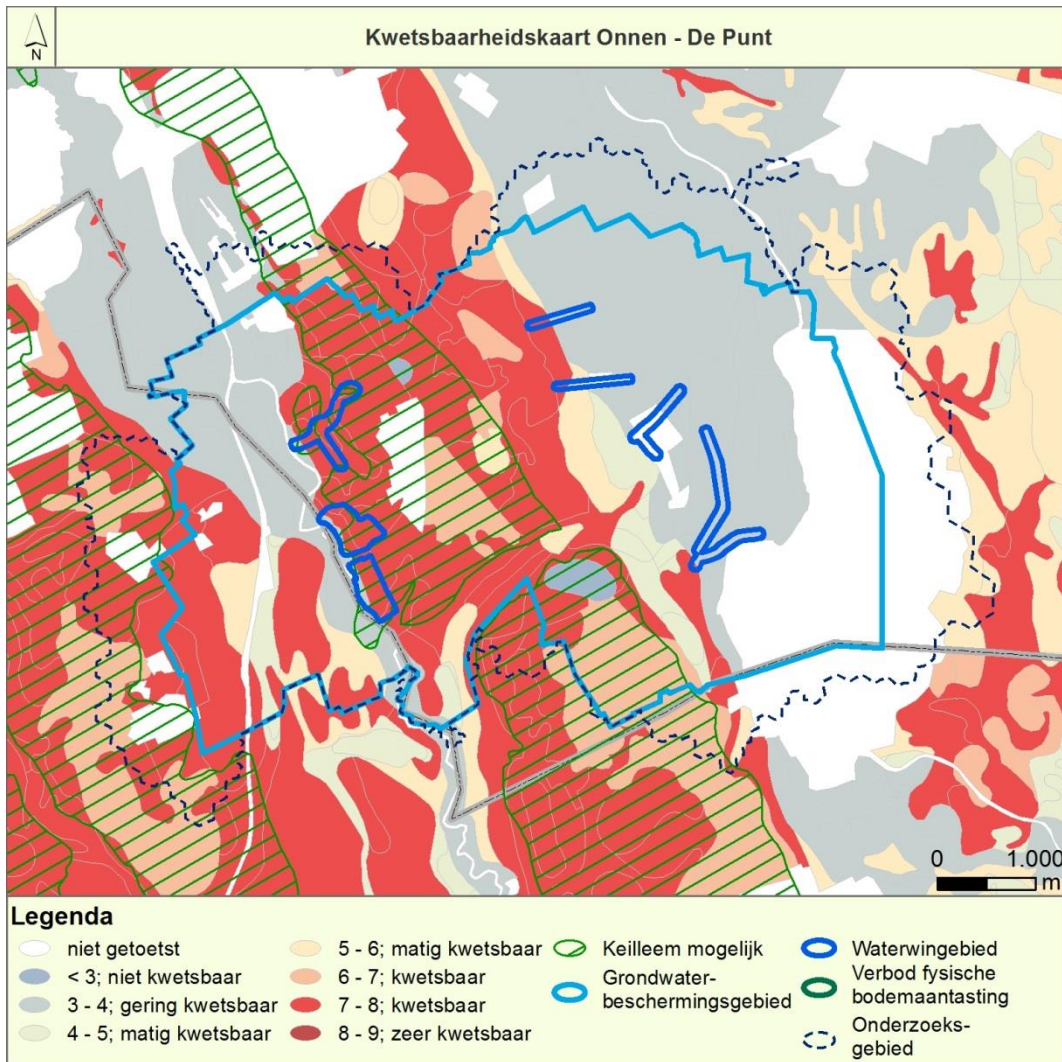 N
Kwetsbaarheidskaart Onnen - De Punt
0 1.000
m
Legenda
niet getoetst
< 3; niet kwetsbaar
3 - 4; gering kwetsbaar
4 - 5; matig kwetsbaar
5 - 6; matig kwetsbaar
6 - 7; kwetsbaar
7 - 8; kwetsbaar
8 - 9; zeer kwetsbaar
Keilleem mogelijk
Grondwater-
beschermingsgebied
Waterwingebied
Verbod fysische
bodemaantasting
Onderzoeks-
gebied